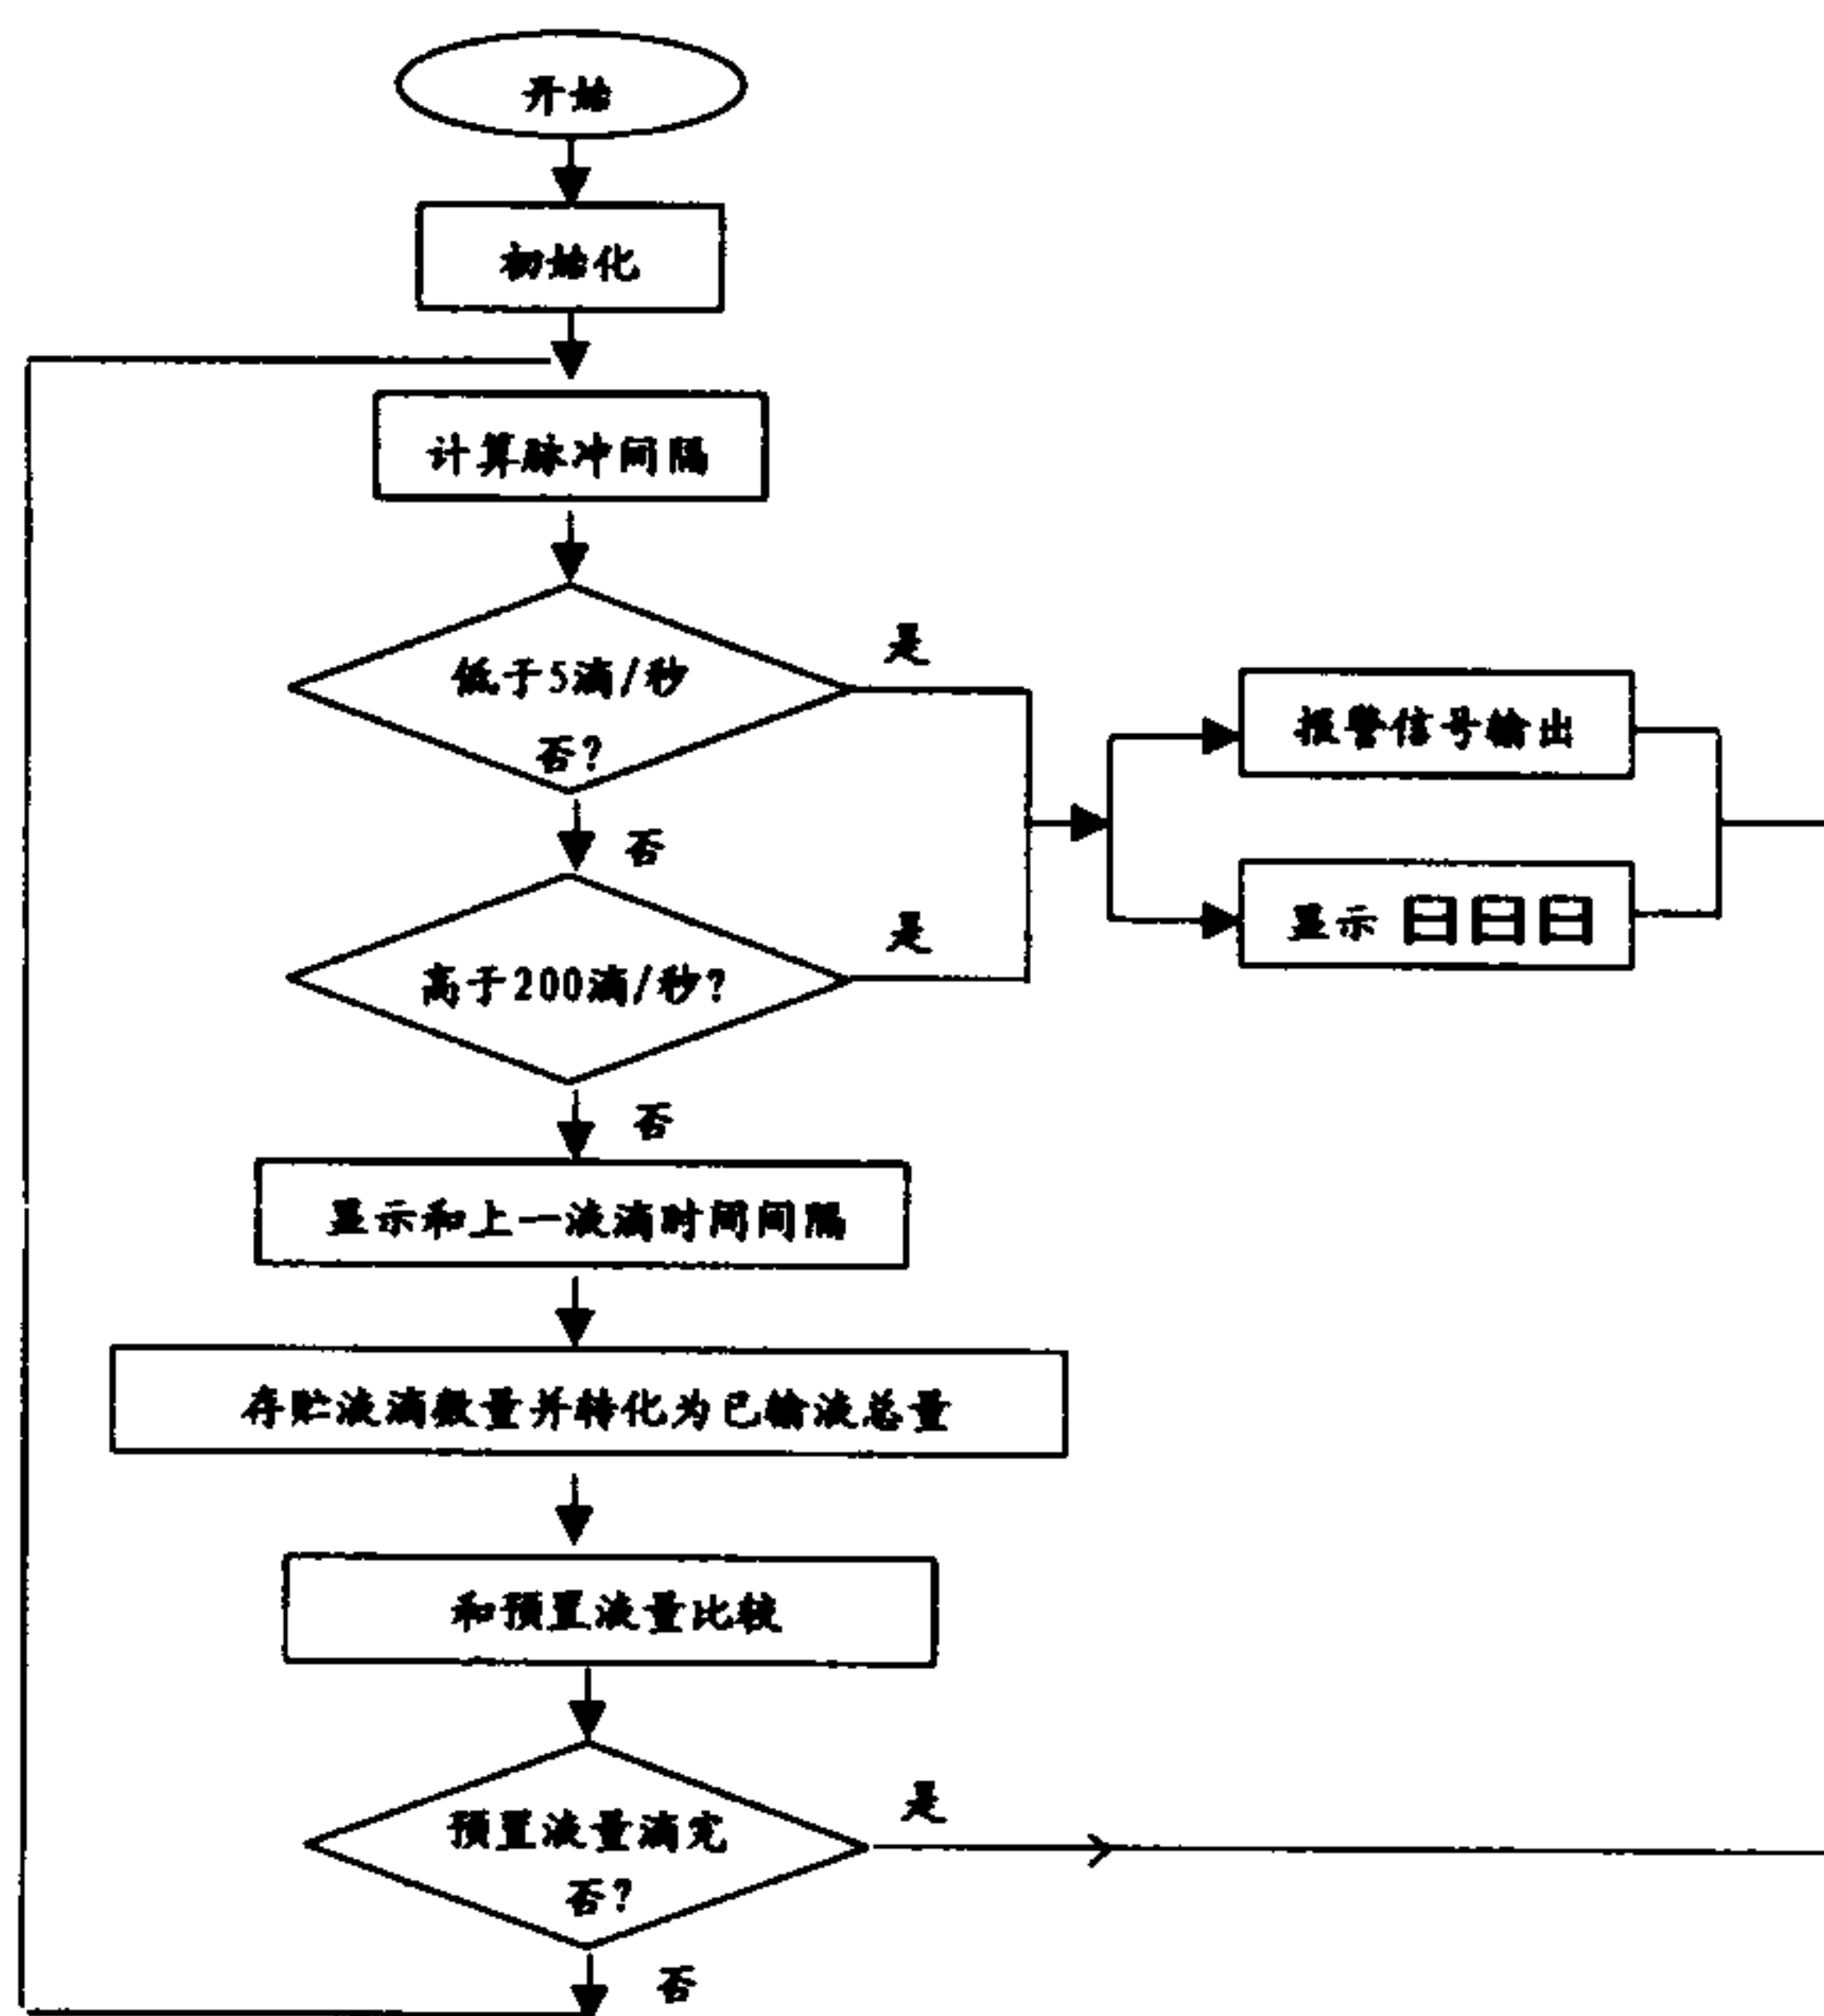 开始
初始化
计算脉冲间隔
低于5滴/秒
否?
是
否
报警信号输出
显示 日日日
高于200滴/秒?
是
否
显示和上一液滴时间间隔
存贮液滴数量并转化为已输液总量
和预置液量比较
预置液量滴完
否?
是
否